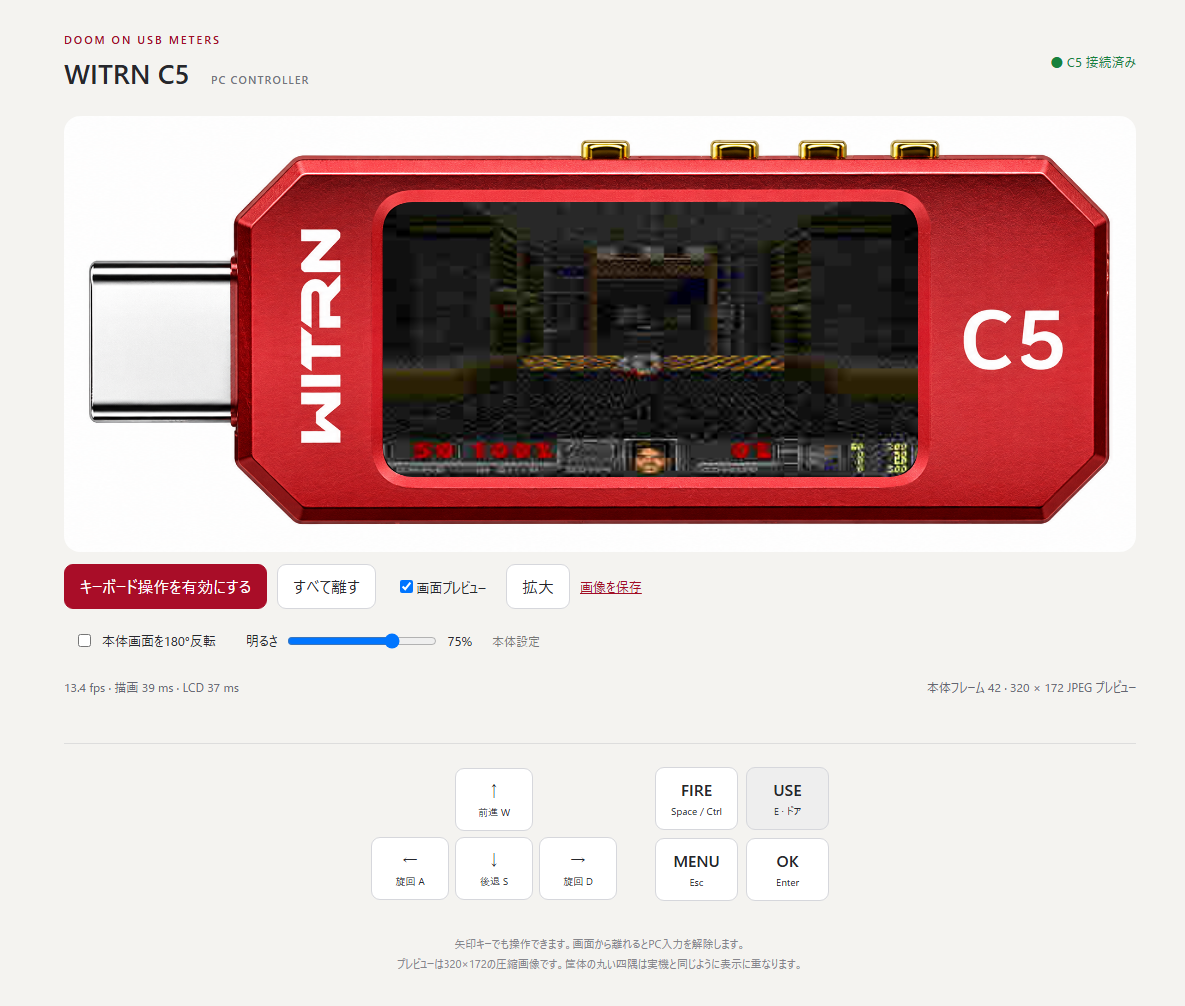 DOOM ON USB METERS
WITRN C5 PC CONTROLLER
C5 接続済み
WITRN
C5
50 100%
キーボード操作を有効にする すべて離す 画面プレビュー 拡大 画像を保存
本体画面を180°反転 明るさ 75% 本体設定
13.4 fps · 描画 39 ms · LCD 37 ms
本体フレーム 42 · 320 × 172 JPEG プレビュー
↑
前進 W
←
旋回 A
↓
後退 S
→
旋回 D
FIRE
Space / Ctrl
USE
E · ドア
MENU
Esc
OK
Enter
矢印キーでも操作できます。画面から離れるとPC入力を解除します。
プレビューは320×172の圧縮画像です。筐体の丸い四隅は実機と同じように表示に重なります。